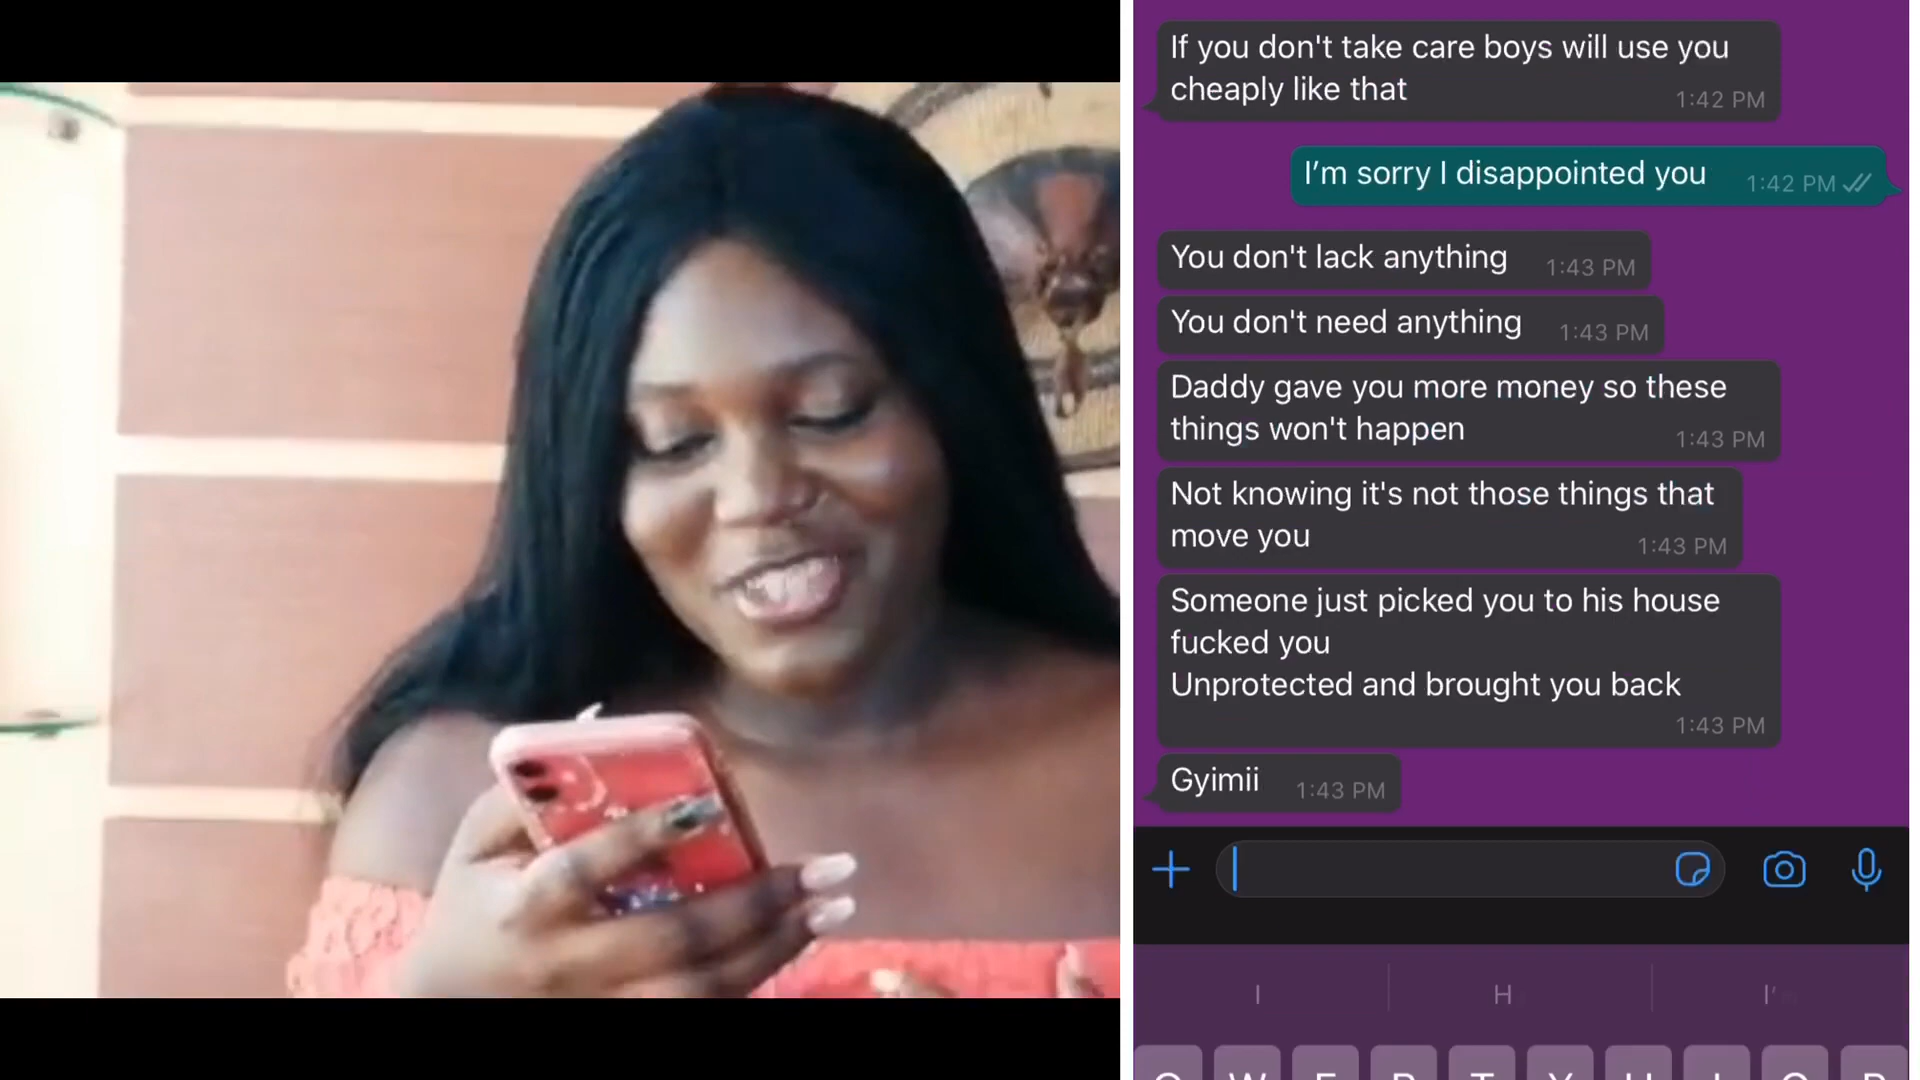 If you don't take care boys will use you
cheaply like that
1:42 PM
I’m sorry I disappointed you
1:42 PM
You don't lack anything
1:43 PM
You don't need anything
1:43 PM
Daddy gave you more money so these
things won't happen
1:43 PM
Not knowing it's not those things that
move you
1:43 PM
Someone just picked you to his house
fucked you
Unprotected and brought you back
1:43 PM
Gyimii
1:43 PM
I
H
I’